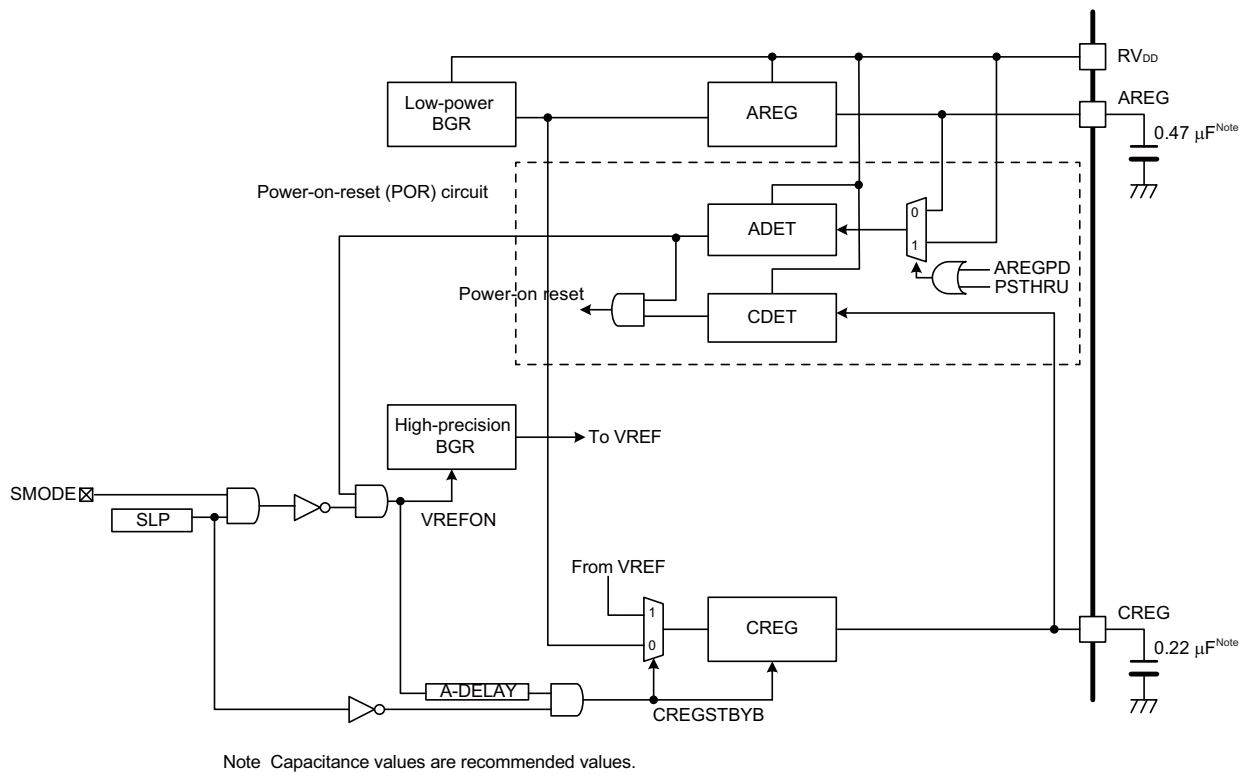 RVDD
AREG
0.47 μF Note
Low-power
BGR
AREG
Power-on-reset (POR) circuit
ADET
0
1
AREGPD
PSTHRU
Power-on reset
CDET
High-precision
BGR
To VREF
SMODE
SLP
VREFON
From VREF
1
0
CREG
CREG
0.22 μF Note
A-DELAY
CREGSTBYB
Note Capacitance values are recommended values.